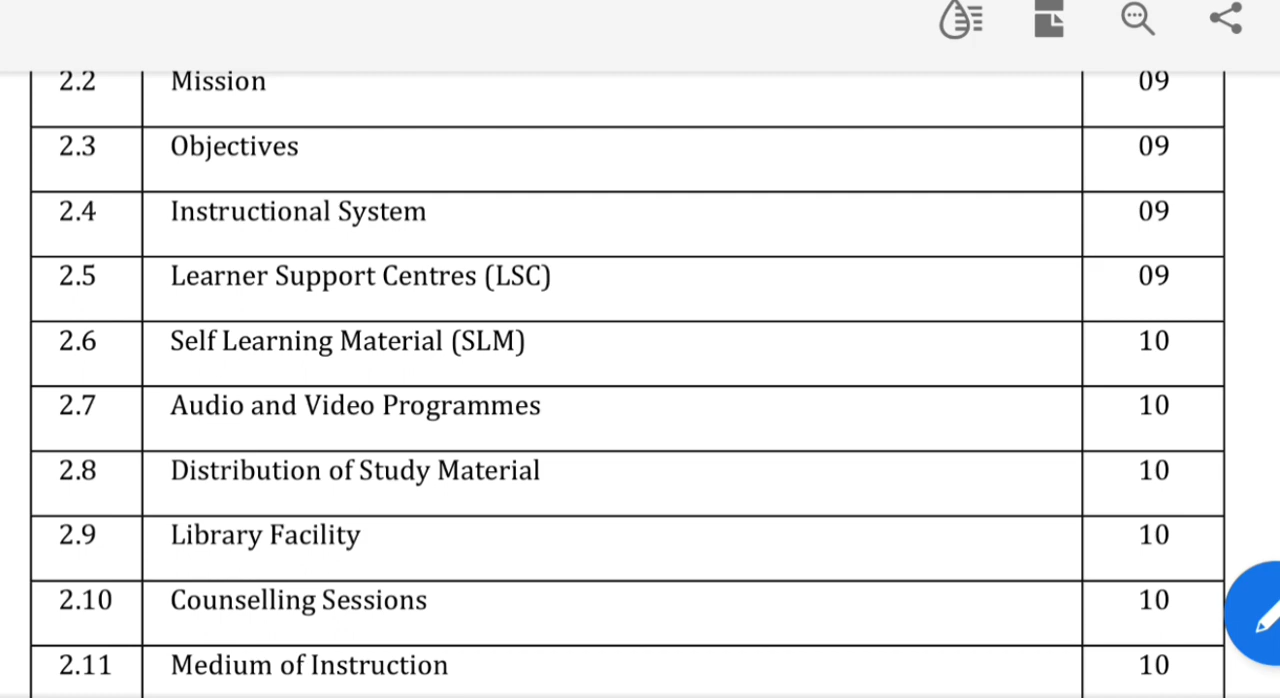 2.2 Mission 09
2.3 Objectives 09
2.4 Instructional System 09
2.5 Learner Support Centres (LSC) 09
2.6 Self Learning Material (SLM) 10
2.7 Audio and Video Programmes 10
2.8 Distribution of Study Material 10
2.9 Library Facility 10
2.10 Counselling Sessions 10
2.11 Medium of Instruction 10